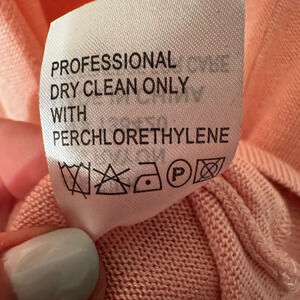 PROFESSIONAL
DRY CLEAN ONLY
WITH
PERCHLORETHYLENE
P